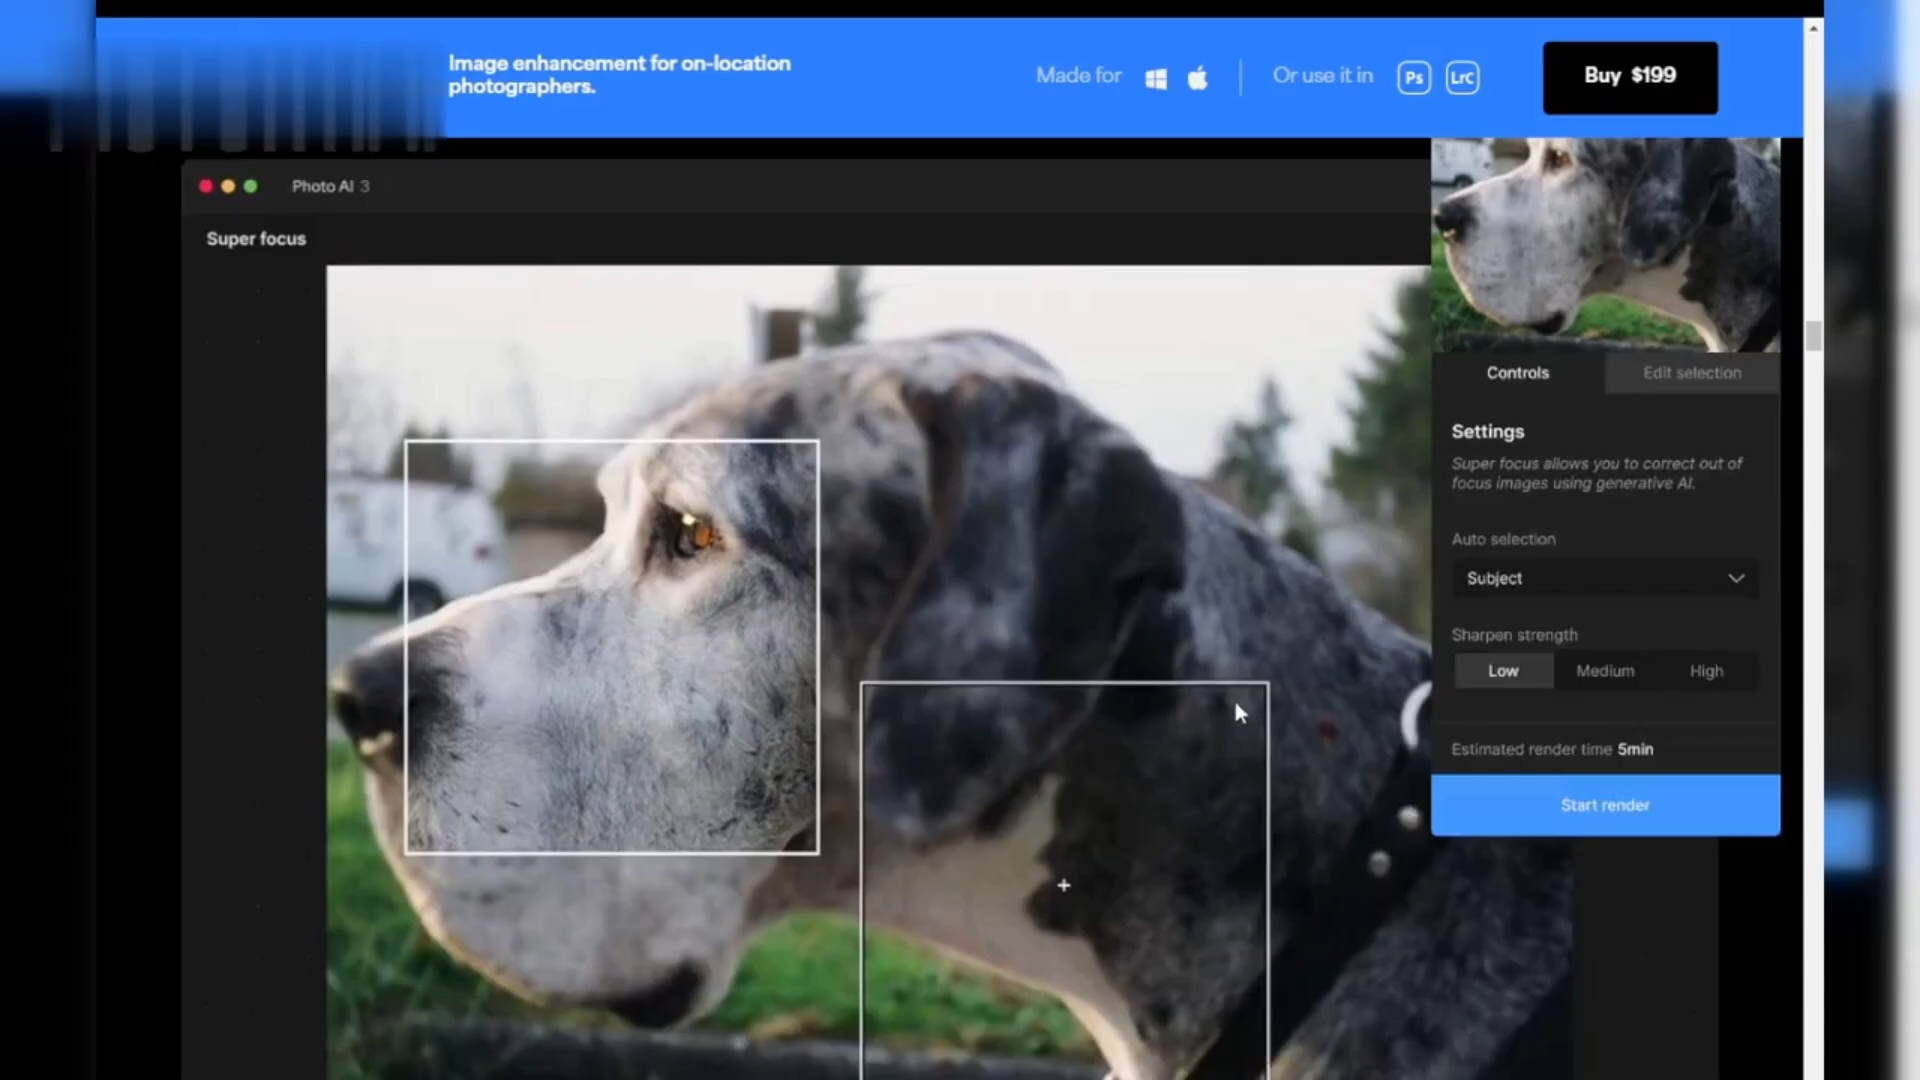 Image enhancement for on-location
photographers.
Made for
Or use it in
Ps
LrC
Buy $199
Photo AI 3
Super focus
Controls
Edit selection
Settings
Super focus allows you to correct out of
focus images using generative AI.
Auto selection
Subject
Sharpen strength
Low
Medium
High
Estimated render time 5min
Start render